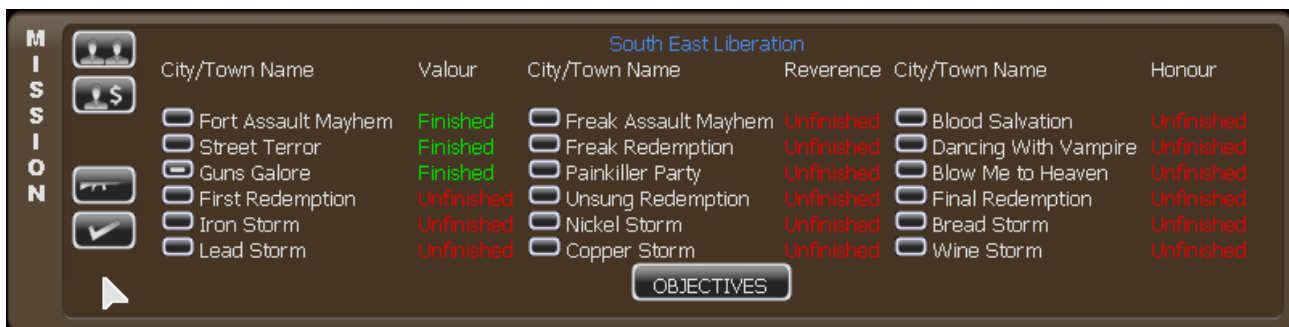 MISSION
South East Liberation
City/Town Name Valour City/Town Name Reverence City/Town Name Honour
$
Fort Assault Mayhem Finished Freak Assault Mayhem Unfinished Blood Salvation Unfinished
Street Terror Finished Freak Redemption Unfinished Dancing With Vampire Unfinished
Guns Galore Finished Painkiller Party Unfinished Blow Me to Heaven Unfinished
First Redemption Unfinished Unsung Redemption Unfinished Final Redemption Unfinished
Iron Storm Unfinished Nickel Storm Unfinished Bread Storm Unfinished
Lead Storm Unfinished Copper Storm Unfinished Wine Storm Unfinished
OBJECTIVES